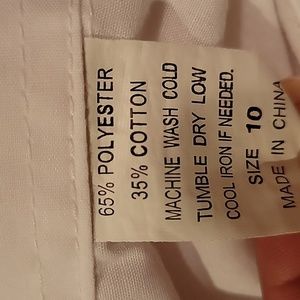 65% POLYESTER
35% COTTON
MACHINE WASH COLD
TUMBLE DRY LOW
COOL IRON IF NEEDED.
SIZE 10
MADE IN CHINA